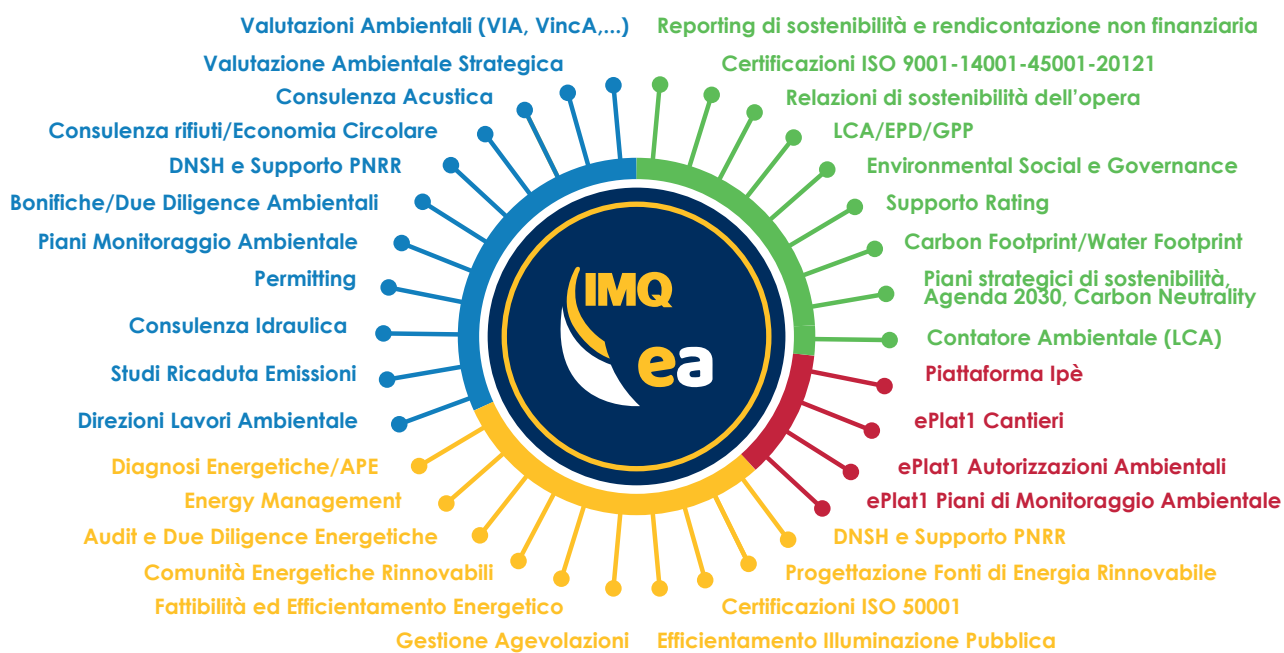 Valutazioni Ambientali (VIA, VincA,...)
Valutazione Ambientale Strategica
Consulenza Acustica
Consulenza rifiuti/Economia Circolare
DNSH e Supporto PNRR
Bonifiche/Due Diligence Ambientali
Piani Monitoraggio Ambientale
Permitting
Consulenza Idraulica
Studi Ricaduta Emissioni
Direzioni Lavori Ambientale
Diagnosi Energetiche/APE
Energy Management
Audit e Due Diligence Energetiche
Comunità Energetiche Rinnovabili
Fattibilità ed Efficientamento Energetico
Gestione Agevolazioni
IMQ
ea
Reporting di sostenibilità e rendicontazione non finanziaria
Certificazioni ISO 9001-14001-45001-20121
Relazioni di sostenibilità dell'opera
LCA/EPD/GPP
Environmental Social e Governance
Supporto Rating
Carbon Footprint/Water Footprint
Piani strategici di sostenibilità,
Agenda 2030, Carbon Neutrality
Contatore Ambientale (LCA)
Piattaforma Ipè
ePlat1 Cantieri
ePlat1 Autorizzazioni Ambientali
ePlat1 Piani di Monitoraggio Ambientale
DNSH e Supporto PNRR
Progettazione Fonti di Energia Rinnovabile
Certificazioni ISO 50001
Efficientamento Illuminazione Pubblica